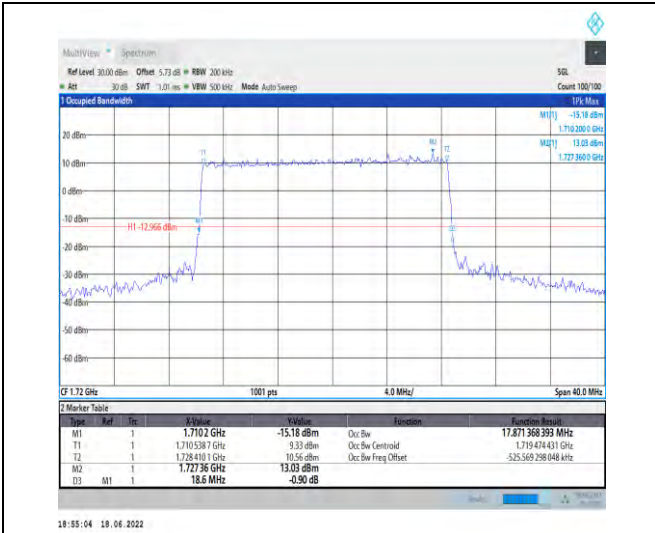 MultiView Spectrum
Ref Level 30.00 dBm Offset 5.73 dB RBW 200 kHz SGL
Att 30 dB SWT 1.01 ms VBW 500 kHz Mode Auto Sweep Count 100/100
1 Occupied Bandwidth 1Pk Max
M1[1] -15.18 dBm
1.710 200 0 GHz
M2[1] 13.03 dBm
1.727 360 0 GHz
20 dBm
M2
T1 T2
10 dBm
0 dBm
-10 dBm
M1
H1 -12.966 dBm
D3
-20 dBm
-30 dBm
-40 dBm
-50 dBm
-60 dBm
CF 1.72 GHz 1001 pts 4.0 MHz/ Span 40.0 MHz
2 Marker Table
Type Ref Trc X-Value Y-Value Function Function Result
M1 1 1.710 2 GHz -15.18 dBm Occ Bw 17.871 368 393 MHz
T1 1 1.710 538 7 GHz 9.33 dBm Occ Bw Centroid 1.719 474 431 GHz
T2 1 1.728 410 1 GHz 10.56 dBm Occ Bw Freq Offset -525.569 298 048 kHz
M2 1 1.727 36 GHz 13.03 dBm
D3 M1 1 18.6 MHz -0.90 dB
18:55:04 18.06.2022